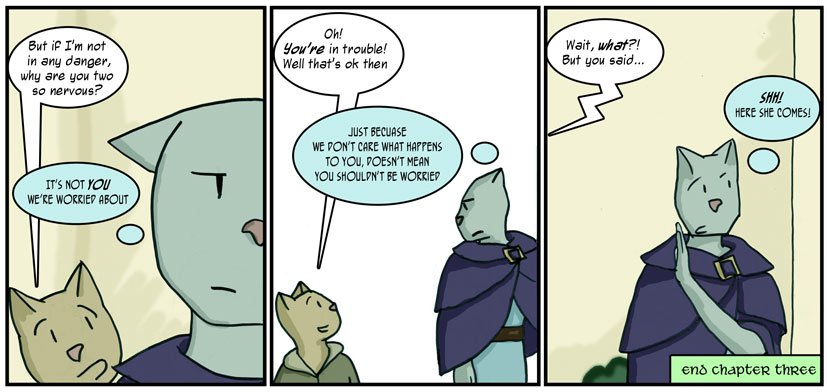 But if I'm not
in any danger,
why are you two
so nervous?
IT'S NOT YOU
WE'RE WORRIED ABOUT
Oh!
You're in trouble!
Well that's ok then
JUST BECUASE
WE DON'T CARE WHAT HAPPENS
TO YOU, DOESN'T MEAN
YOU SHOULDN'T BE WORRIED
Wait, what?!
But you said...
SHH!
HERE SHE COMES!
END CHAPTER THREE